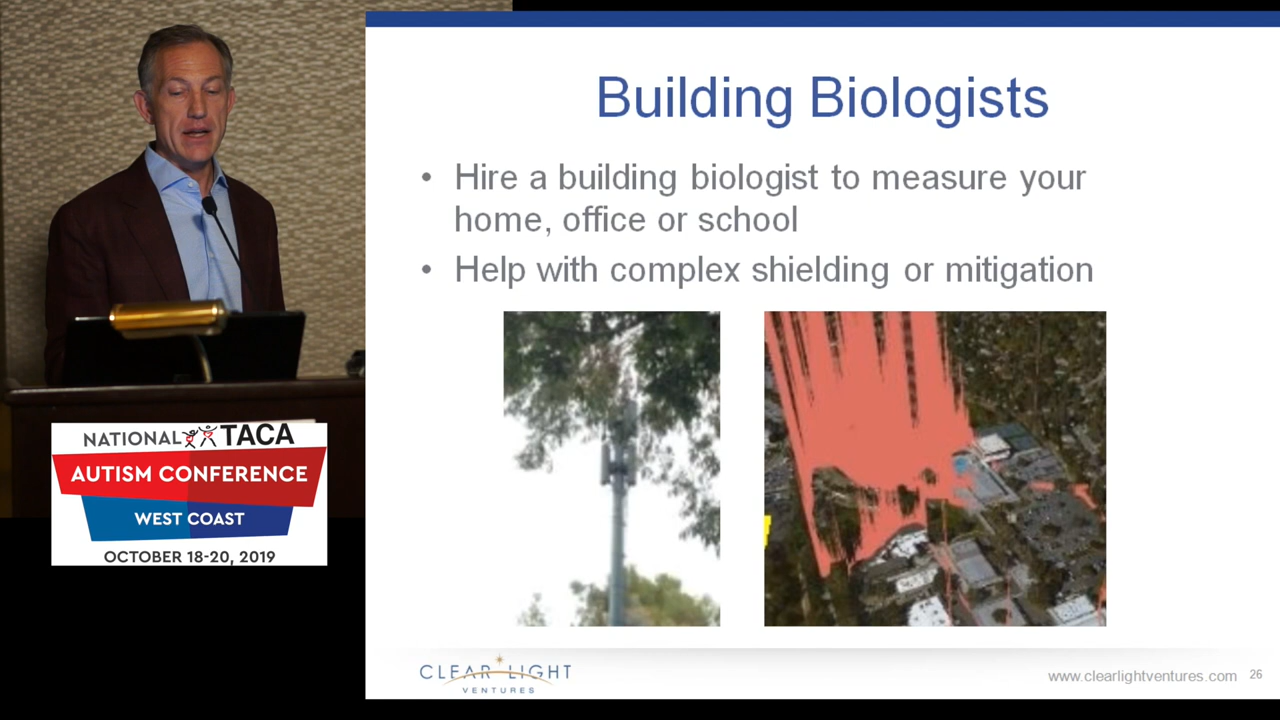 Building Biologists
• Hire a building biologist to measure your
home, office or school
• Help with complex shielding or mitigation
NATIONAL TACA
AUTISM CONFERENCE
WEST COAST
OCTOBER 18-20, 2019
CLEAR LIGHT
VENTURES
www.clearlightventures.com 26